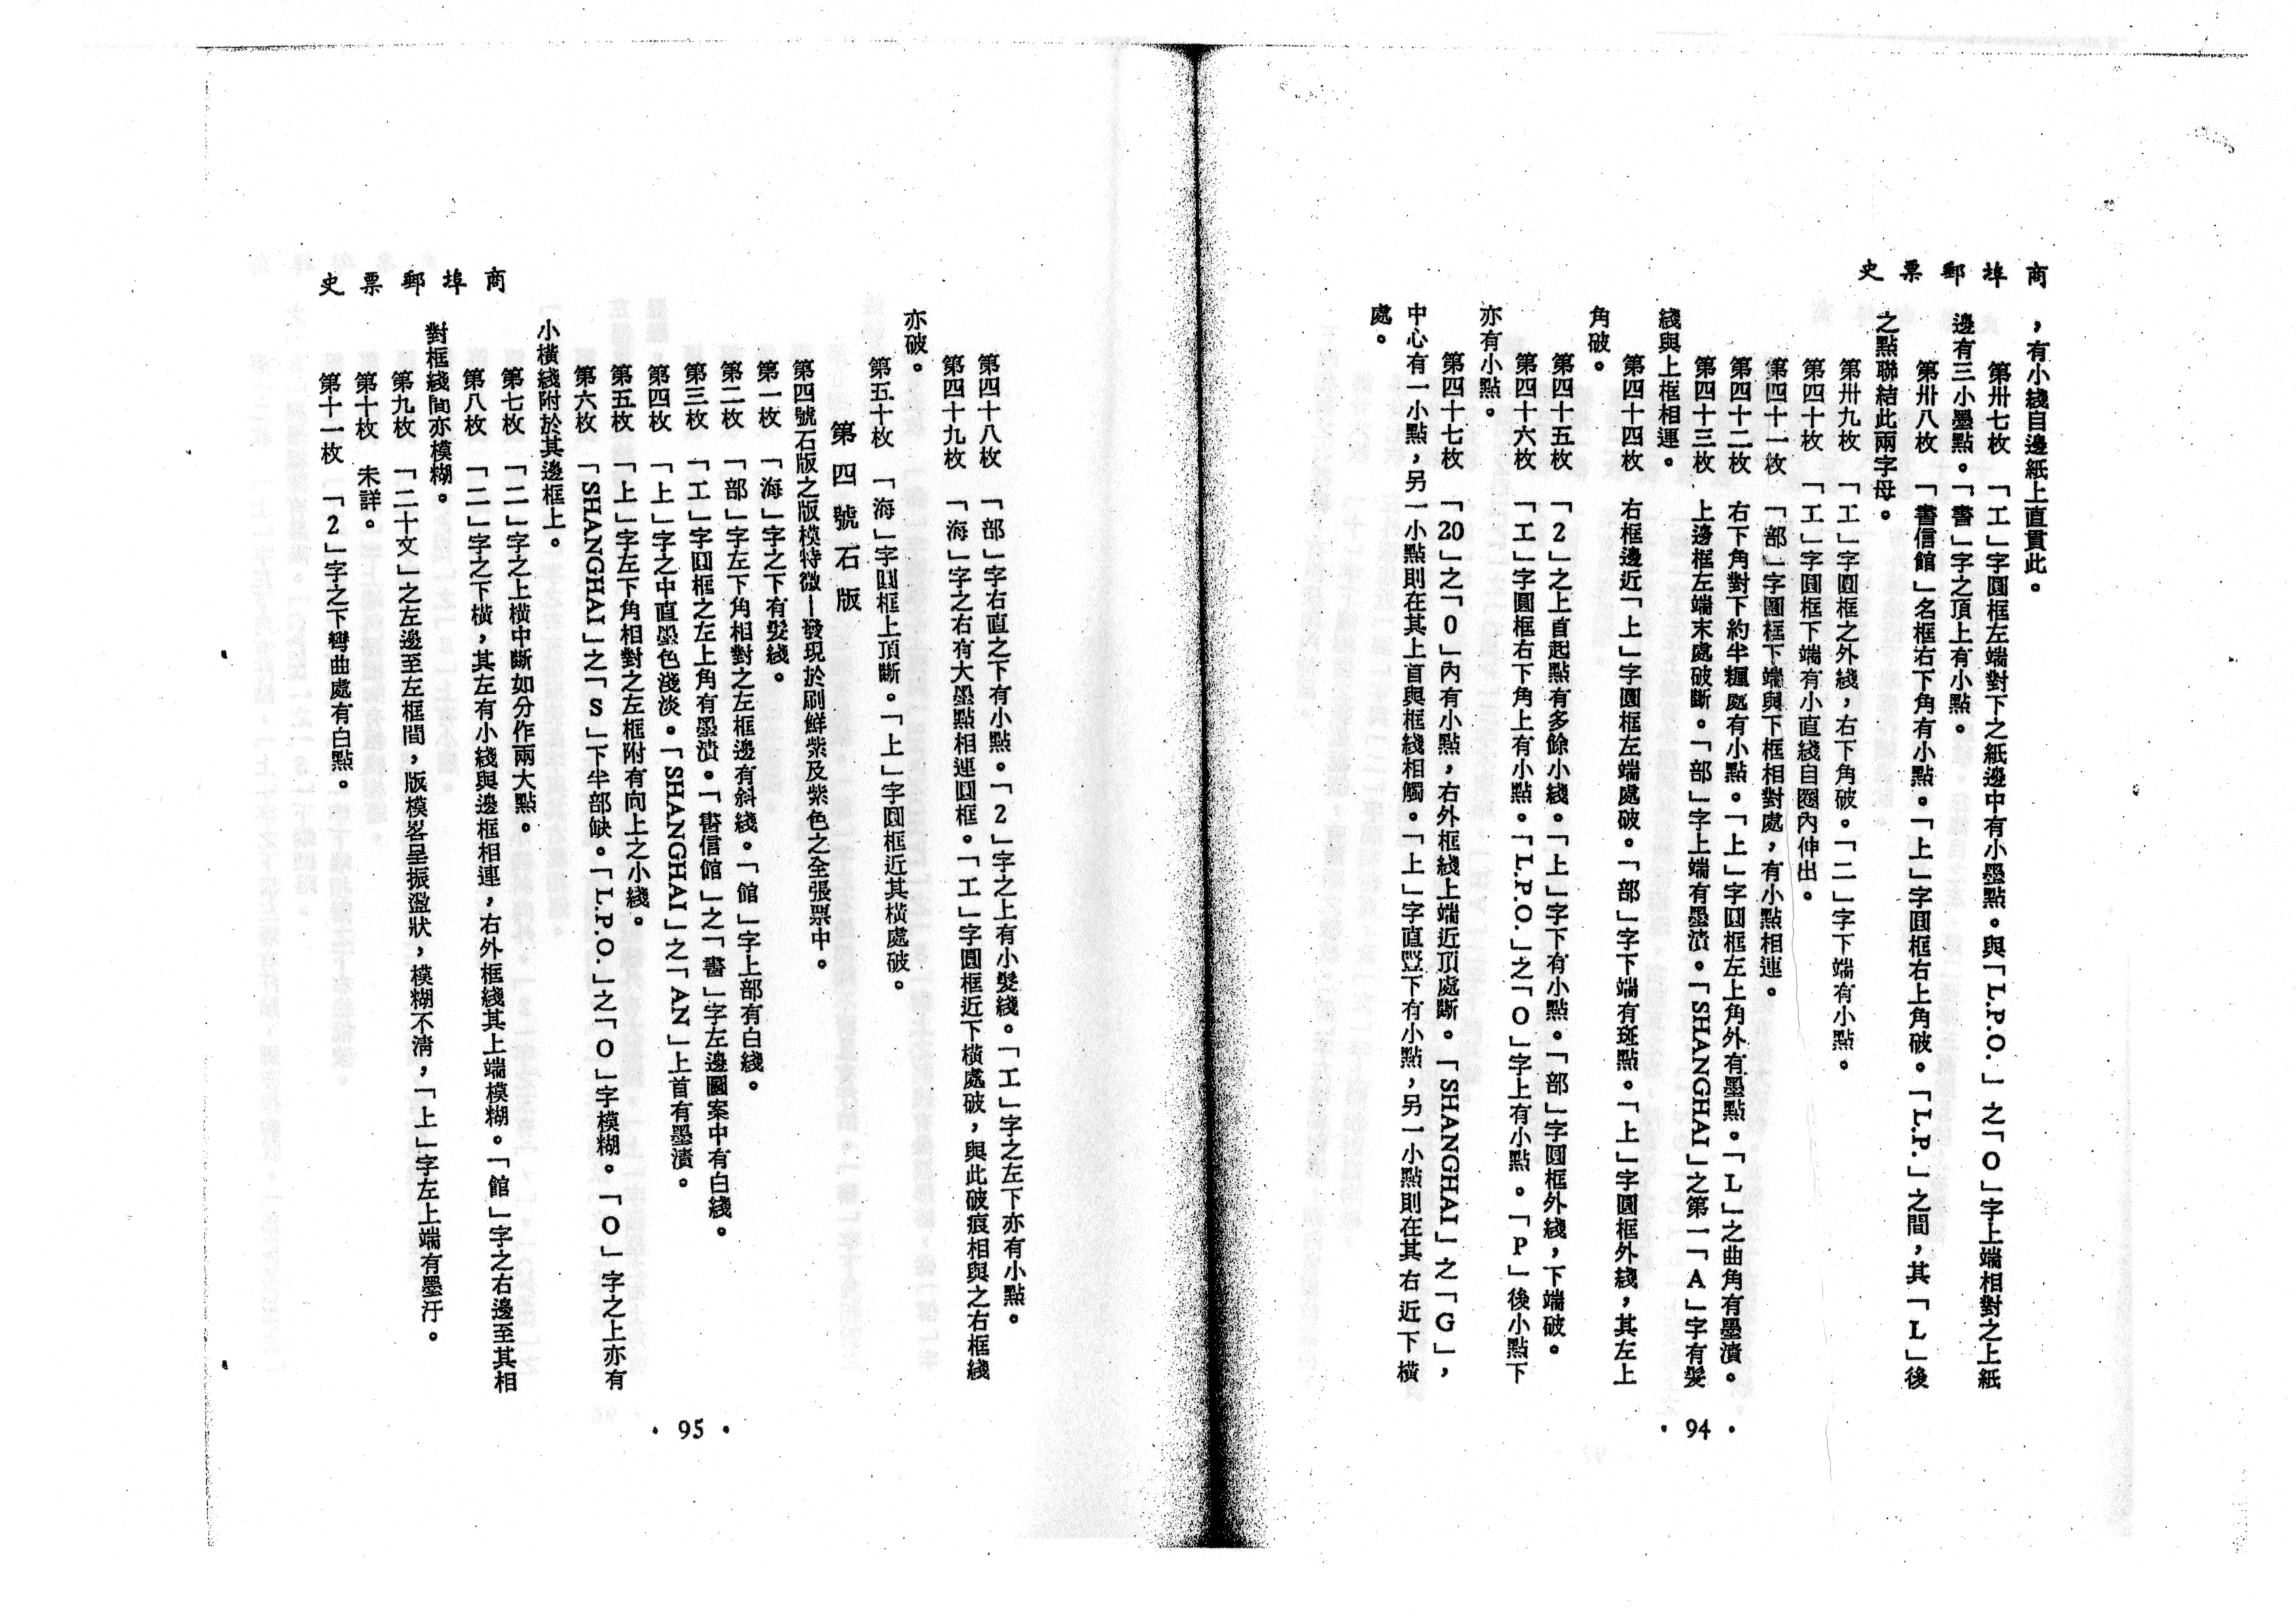 商埠郵票史
，有小綫自邊紙上直貫此。
第卅七枚　「工」字圓框左端對下之紙邊中有小墨點。與「L.P.O.」之「O」字上端相對之上紙
邊有三小墨點。「書」字之頂上有小點。
第卅八枚　「書信館」名框右下角有小點。「上」字圓框右上角破。「L.P.」之間，其「L」後
之點聯結此兩字母。
第卅九枚　「工」字圓框之外綫，右下角破。「二」字下端有小點。
第四十枚　「工」字圓框下端有小直綫自圈內伸出。
第四十一枚　「部」字圓框下端與下框相對處，有小點相連。
第四十二枚　右下角對下約半糎處有小點。「上」字圓框左上角外有墨點。「L」之曲角有墨漬。
第四十三枚　上邊框左端末處破斷。「部」字上端有墨漬。「SHANGHAI」之第一「A」字有髮
綫與上框相連。
第四十四枚　右框邊近「上」字圓框左端處破。「部」字下端有斑點。「上」字圓框外綫，其左上
角破。
第四十五枚　「2」之上首起點有多餘小綫。「上」字下有小點。「部」字圓框外綫，下端破。
第四十六枚　「工」字圓框右下角上有小點。「L.P.O.」之「O」字上有小點。「P」後小點下
亦有小點。
第四十七枚　「20」之「0」內有小點，右外框綫上端近頂處斷。「SHANGHAI」之「G」，
中心有一小點，另一小點則在其上首與框綫相觸。「上」字直豎下有小點，另一小點則在其右近下橫
處。
・94・
商埠郵票史
第四十八枚　「部」字右直之下有小點。「2」字之上有小髮綫。「工」字之左下亦有小點。
第四十九枚　「海」字之右有大墨點相連圓框。「工」字圓框近下橫處破，與此破痕相與之右框綫
亦破。
第五十枚　「海」字圓框上頂斷。「上」字圓框近其橫處破。
第四號石版
第四號石版之版模特徵—發現於刷鮮紫及紫色之全張票中。
第一枚　「海」字之下有髮綫。
第二枚　「部」字左下角相對之左框邊有斜綫。「館」字上部有白綫。
第三枚　「工」字圓框之左上角有墨漬。「書信館」之「書」字左邊圖案中有白綫。
第四枚　「上」字之中直墨色淺淡。「SHANGHAI」之「AN」上首有墨漬。
第五枚　「上」字左下角相對之左框附有向上之小綫。
第六枚　「SHANGHAI」之「S」下半部缺。「L.P.O.」之「O」字模糊。「O」字之上亦有
小橫綫附於其邊框上。
第七枚　「二」字之上橫中斷如分作兩大點。
第八枚　「二」字之下橫，其左有小綫與邊框相連，右外框綫其上端模糊。「館」字之右邊至其相
對框綫間亦模糊。
第九枚　「二十文」之左邊至左框間，版模畧呈振盪狀，模糊不清，「上」字左上端有墨汙。
第十枚　未詳。
第十一枚　「2」字之下彎曲處有白點。
・95・